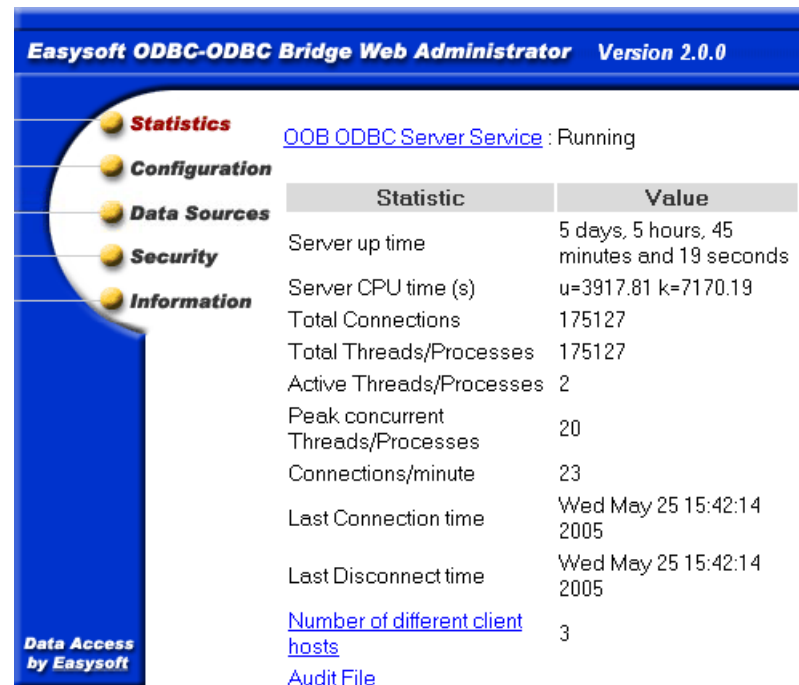 Easysoft ODBC-ODBC Bridge Web Administrator Version 2.0.0
Statistics
Configuration
Data Sources
Security
Information
Data Access
by Easysoft
OOB ODBC Server Service : Running
Statistic Value
Server up time 5 days, 5 hours, 45
minutes and 19 seconds
Server CPU time (s) u=3917.81 k=7170.19
Total Connections 175127
Total Threads/Processes 175127
Active Threads/Processes 2
Peak concurrent
Threads/Processes 20
Connections/minute 23
Last Connection time Wed May 25 15:42:14
2005
Last Disconnect time Wed May 25 15:42:14
2005
Number of different client
hosts 3
Audit File